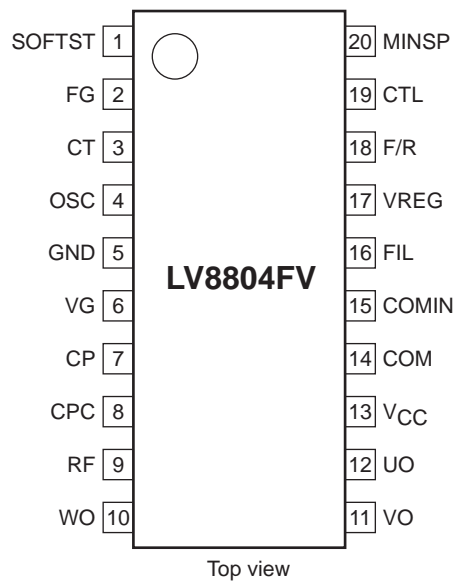 SOFTST 1
20 MINSP
FG 2
19 CTL
CT 3
18 F/R
OSC 4
17 VREG
GND 5
16 FIL
LV8804FV
VG 6
15 COMIN
CP 7
14 COM
CPC 8
13 VCC
RF 9
12 UO
WO 10
11 VO
Top view